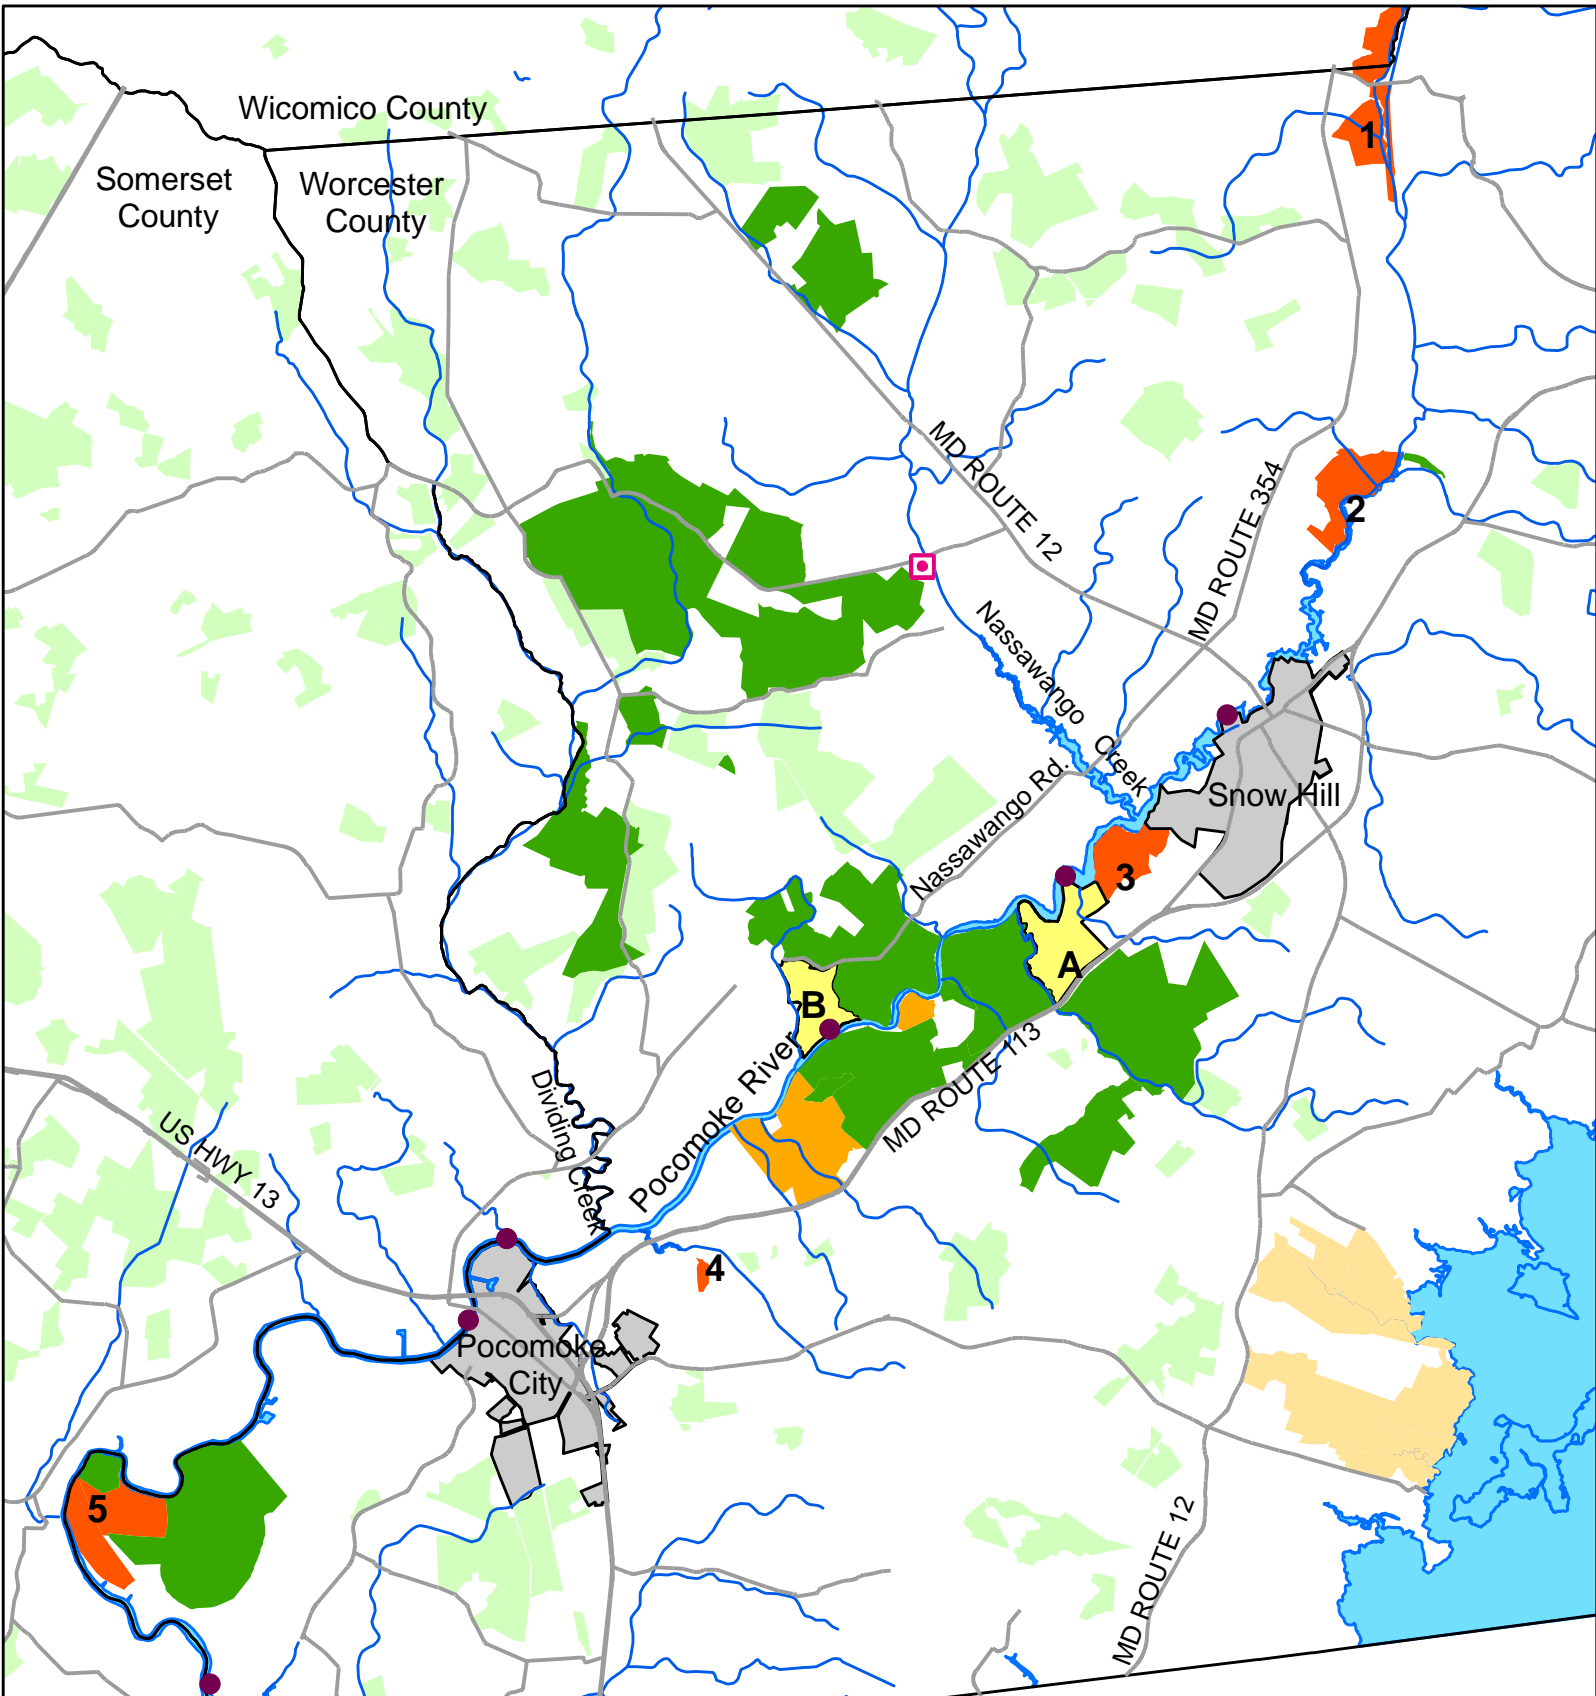 Wicomico County
1
Somerset
County
Worcester
County
MD ROUTE 12
MD ROUTE 354
2
Nassawango
Creek
Nassawango Rd.
Snow Hill
3
A
B
MD ROUTE 113
Pocomoke River
Dividing Creek
US HWY 13
4
Pocomoke
City
5
MD ROUTE 12